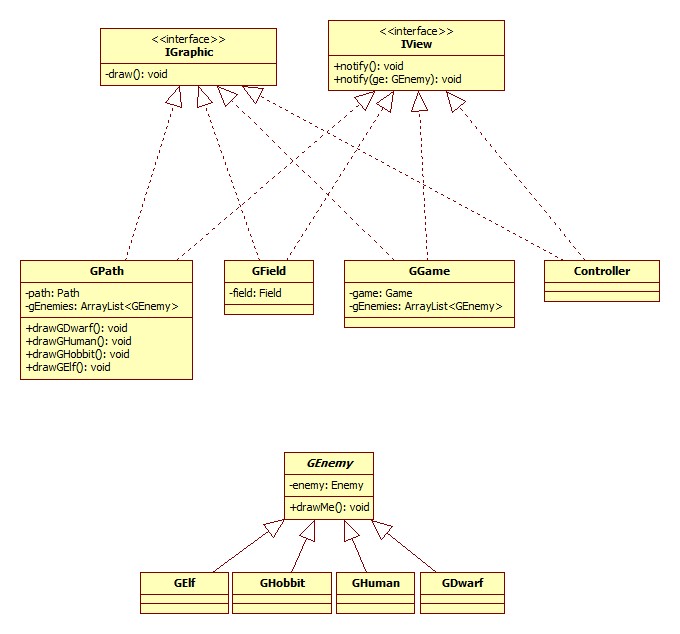 <<interface>>
IGraphic
-draw(): void
<<interface>>
IView
+notify(): void
+notify(ge: GEnemy): void
GPath
-path: Path
-gEnemies: ArrayList<GEnemy>
+drawGDwarf(): void
+drawGHuman(): void
+drawGHobbit(): void
+drawGElf(): void
GField
-field: Field
GGame
-game: Game
-gEnemies: ArrayList<GEnemy>
Controller
GEnemy
-enemy: Enemy
+drawMe(): void
GElf
GHobbit
GHuman
GDwarf